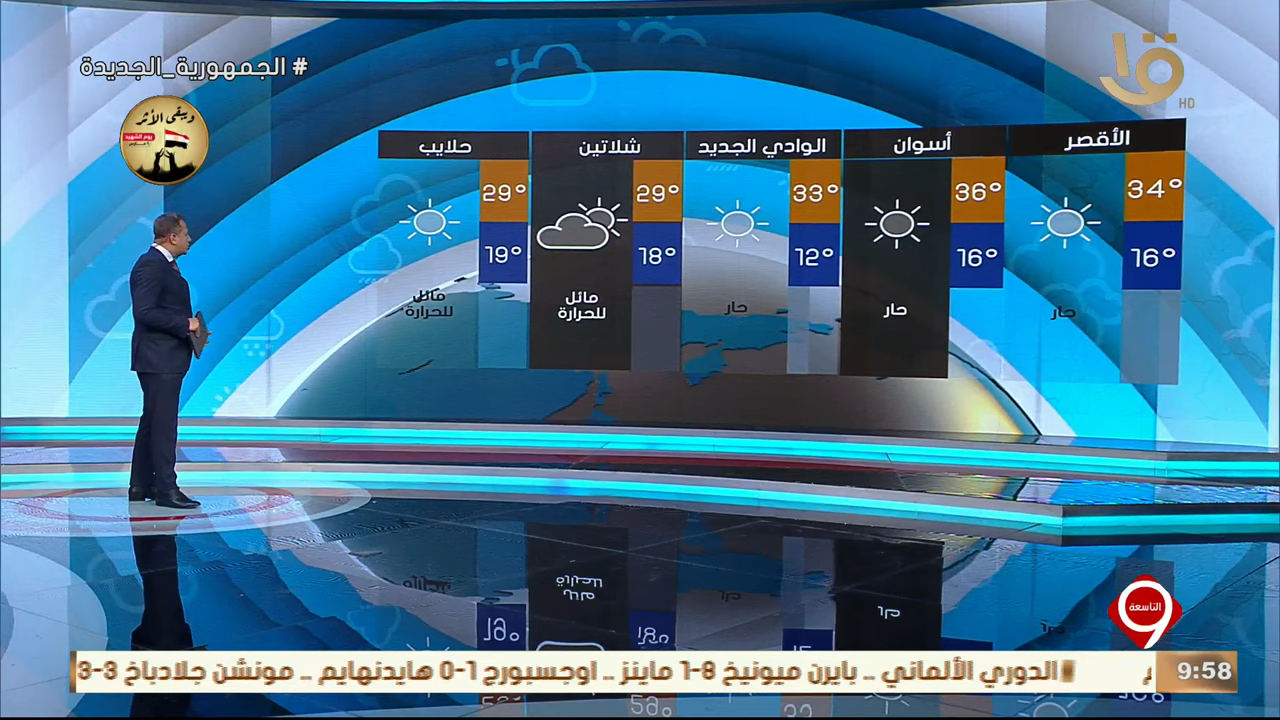 # الجمهورية_الجديدة
HD
ويبقى الأثر
يوم الشهيد
الأقصر
34°
16°
حار
أسوان
36°
16°
حار
الوادي الجديد
33°
12°
حار
شلاتين
29°
18°
مائل
للحرارة
حلايب
29°
19°
مائل
للحرارة
التاسعة
9
9:58
الدوري الألماني .. بايرن ميونيخ 8-1 ماينز .. اوجسبورج 1-0 هايدنهايم .. مونشن جلادباخ 3-3